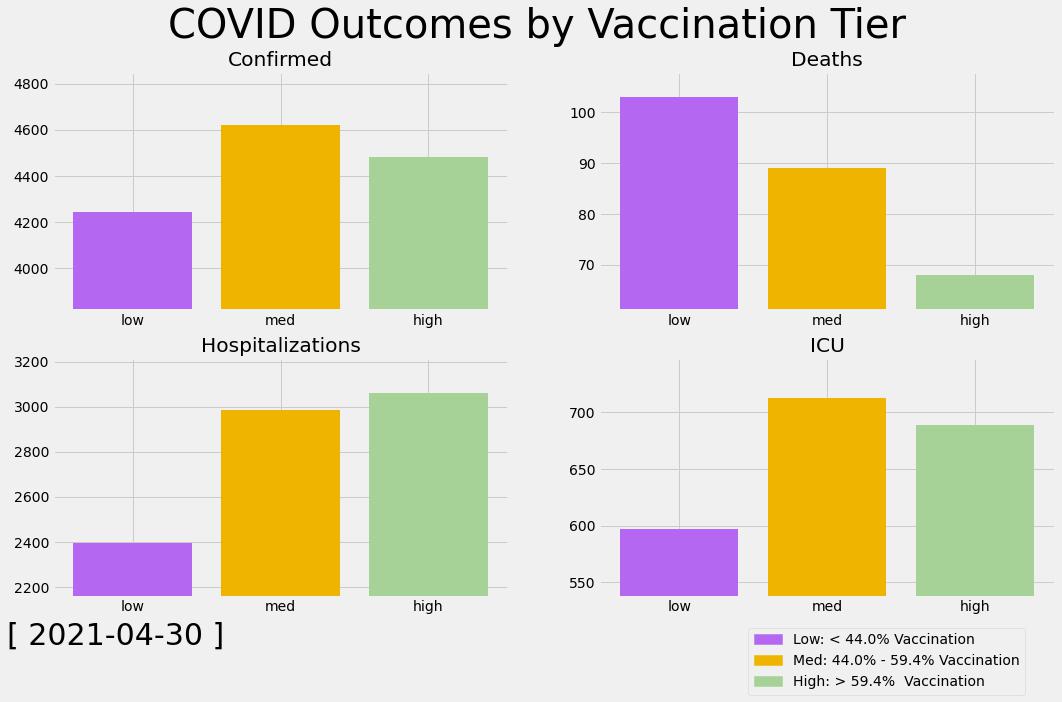 COVID Outcomes by Vaccination Tier
Confirmed
4800
4600
4400
4200
4000
low med high
Deaths
100
90
80
70
low med high
Hospitalizations
3200
3000
2800
2600
2400
2200
low med high
ICU
700
650
600
550
low med high
[ 2021-04-30 ]
Low: < 44.0% Vaccination
Med: 44.0% - 59.4% Vaccination
High: > 59.4%  Vaccination